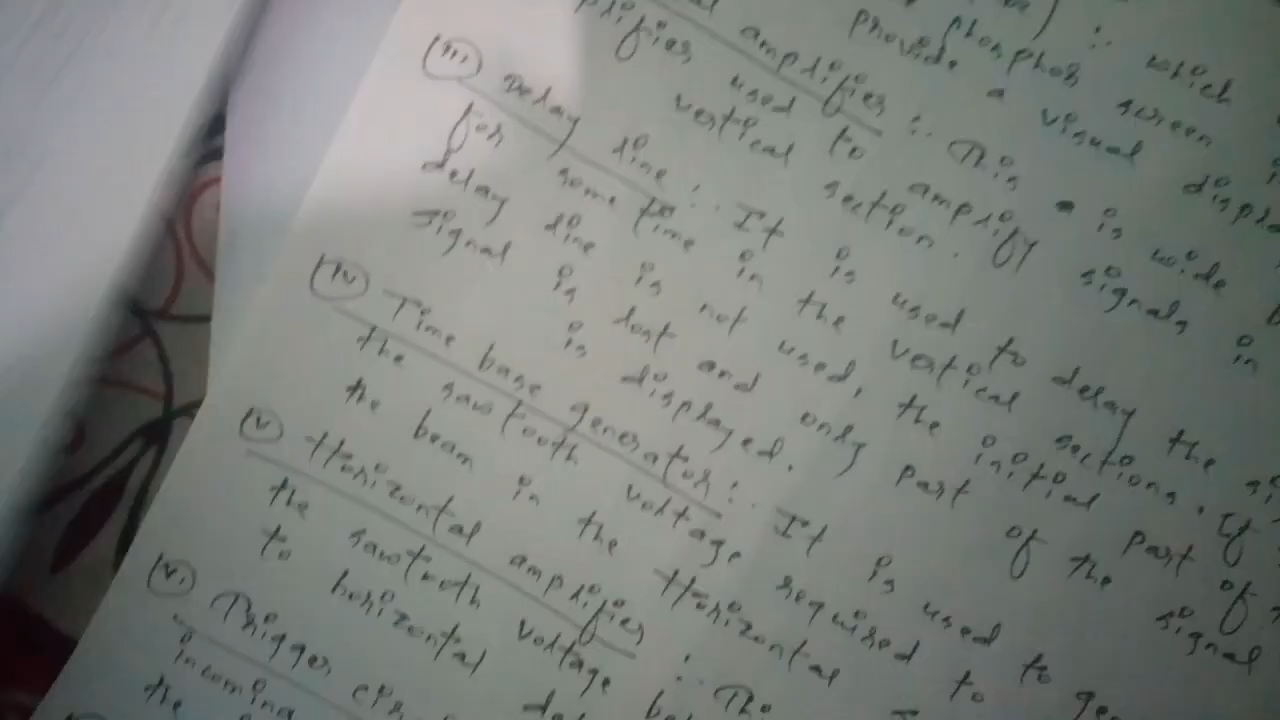 phosphor screen
which provide a visual
amplifier :. This is wide
used to amplify signals in
vertical section.
(iii) Delay line :. It is used to delay the
for some time in the vertical sections. If
delay line is not used, the initial part of
signal is lost and only part of the signal
is displayed.
(iv) Time base generator :. It is used to
the sawtooth voltage required to
the beam in the Horizontal
(v) Horizontal amplifier :. The
the sawtooth voltage
to horizontal
(vi) Trigger
incoming
the